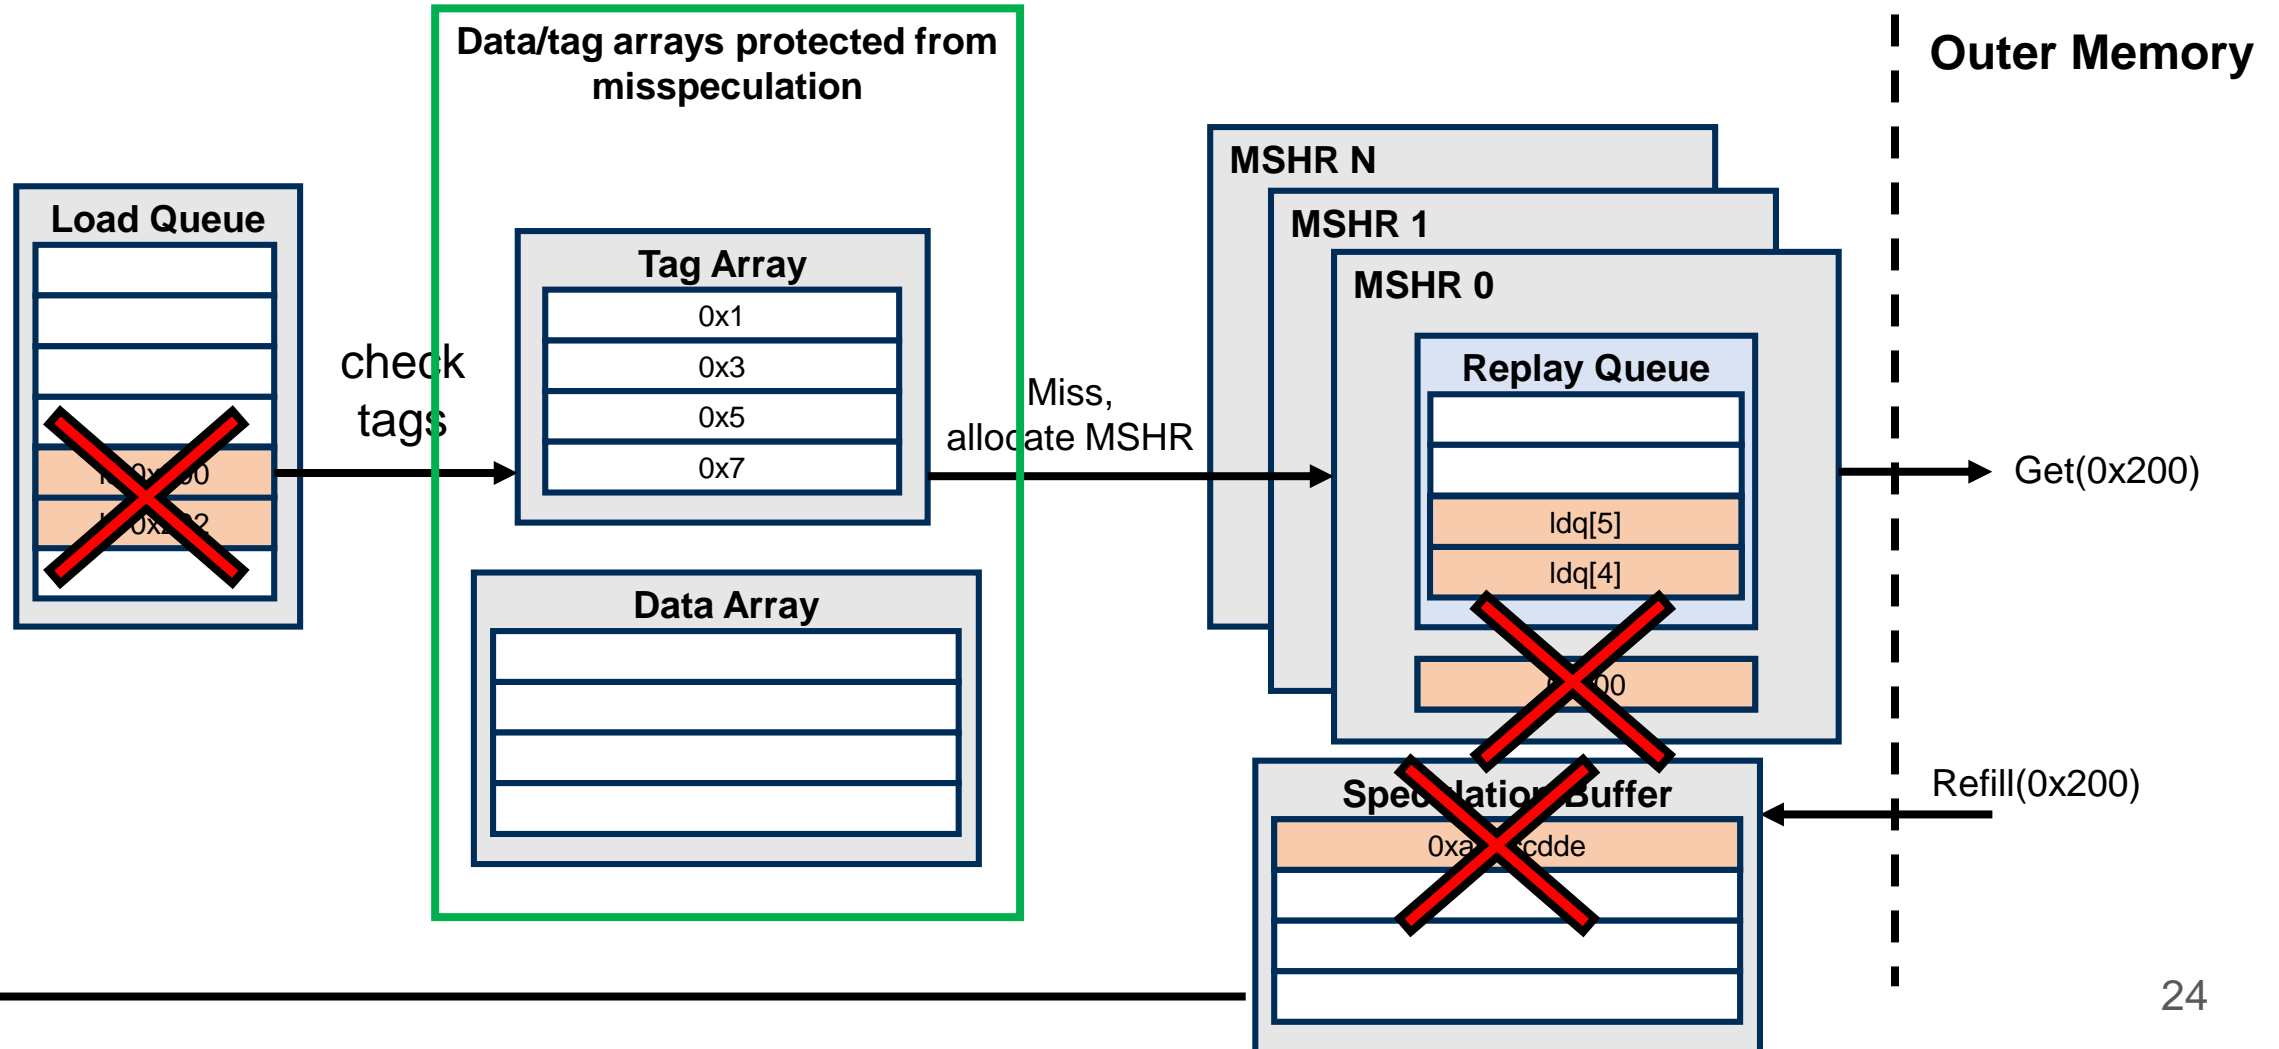 Data/tag arrays protected from
misspeculation
Outer Memory
Load Queue
check
tags
Tag Array
0x1
0x3
0x5
0x7
Data Array
Miss,
allocate MSHR
MSHR N
MSHR 1
MSHR 0
Replay Queue
ldq[5]
ldq[4]
Get(0x200)
Refill(0x200)
Speculation Buffer
24